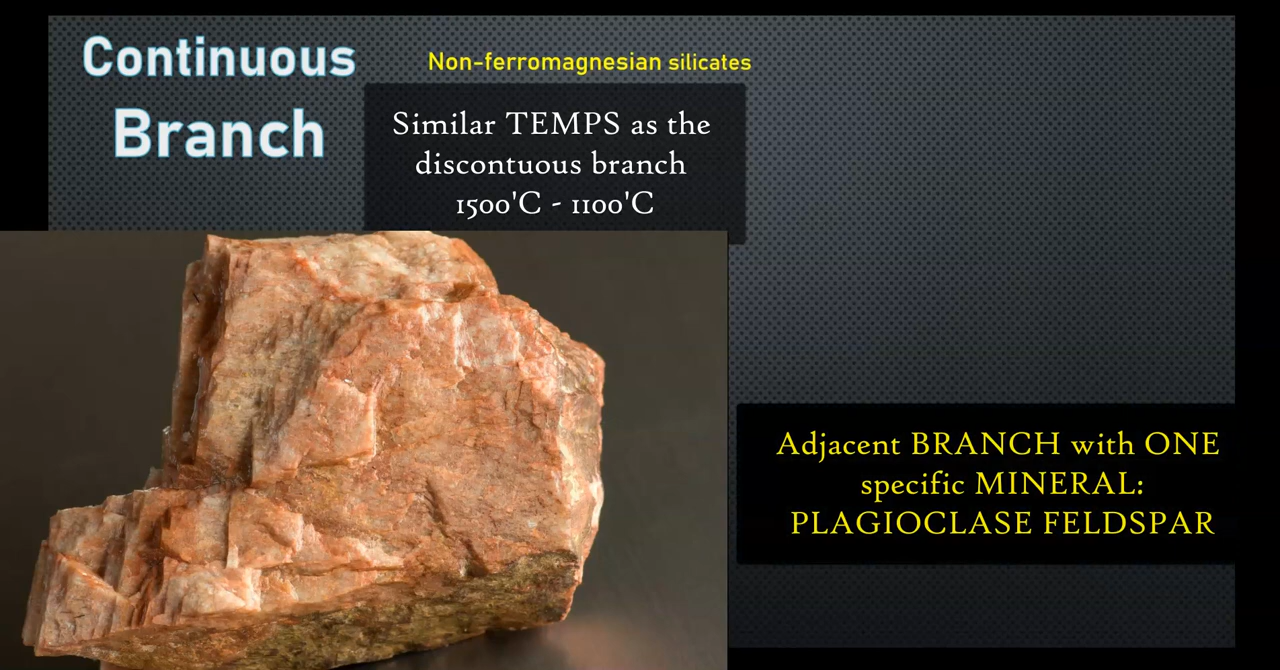 Continuous
Branch
Non-ferromagnesian silicates
Similar TEMPS as the
discontuous branch
1500'C - 1100'C
Adjacent BRANCH with ONE
specific MINERAL:
PLAGIOCLASE FELDSPAR